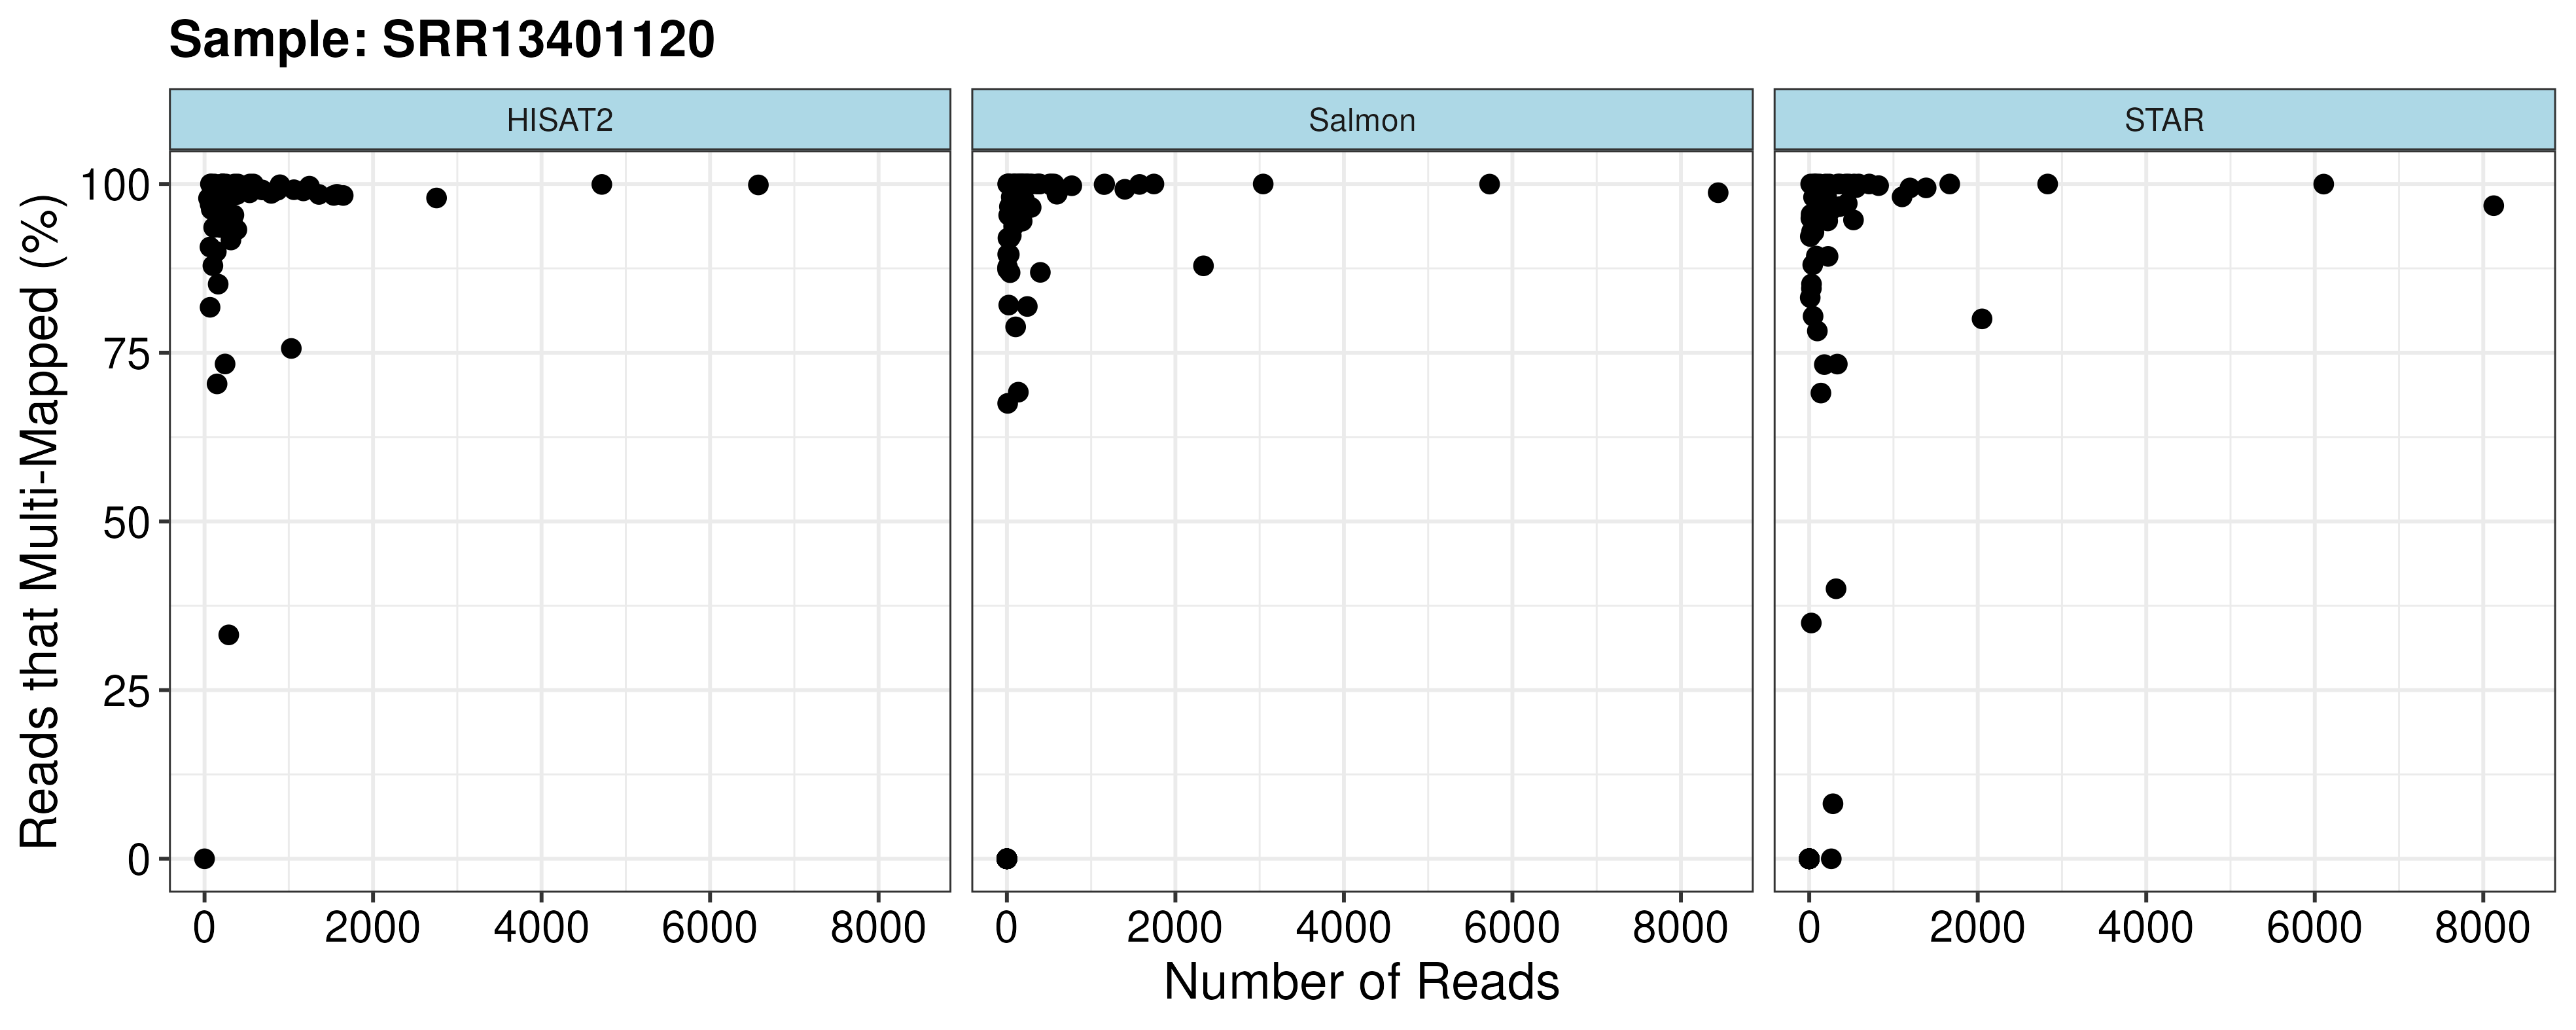 Sample: SRR13401120
HISAT2 Salmon STAR
Reads that Multi-Mapped (%)
100
75
50
25
0
0 2000 4000 6000 8000 0 2000 4000 6000 8000 0 2000 4000 6000 8000
Number of Reads